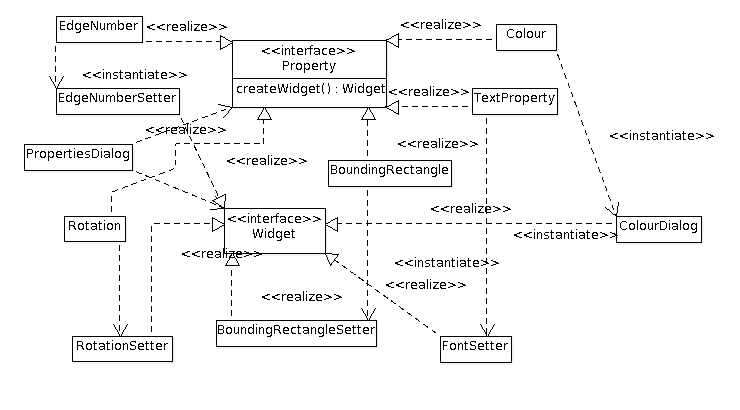 EdgeNumber
<<realize>>
<<realize>>
Colour
<<interface>>
Property
<<instantiate>>
createWidget() : Widget
<<realize>>
EdgeNumberSetter
TextProperty
<<realize>>
<<instantiate>>
<<realize>>
PropertiesDialog
<<realize>>
BoundingRectangle
<<realize>>
Rotation
<<interface>>
Widget
<<instantiate>>
ColourDialog
<<realize>>
<<instantiate>>
<<realize>>
<<realize>>
BoundingRectangleSetter
RotationSetter
FontSetter